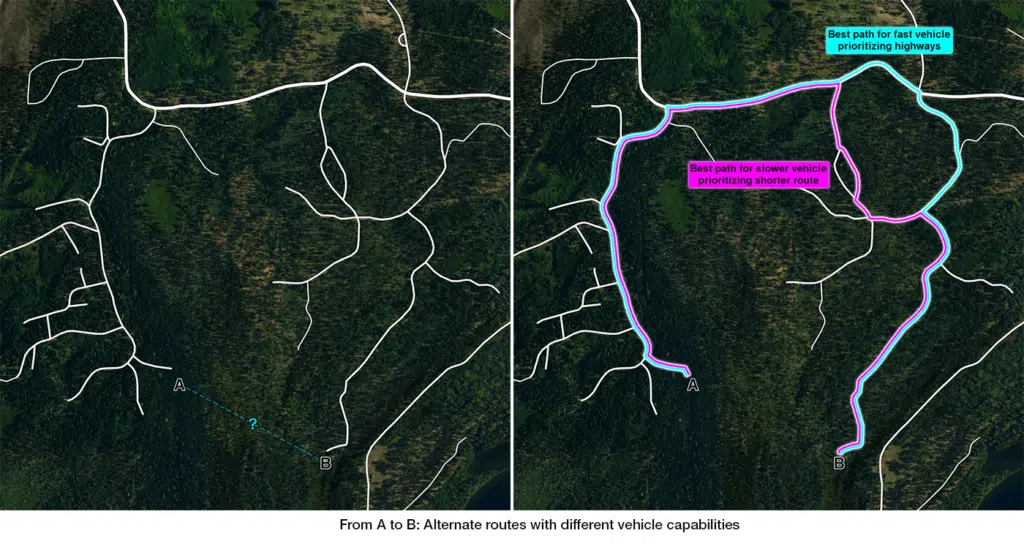 Best path for fast vehicle
prioritizing highways
Best path for slower vehicle
prioritizing shorter route
A
?
B
A
B
From A to B: Alternate routes with different vehicle capabilities